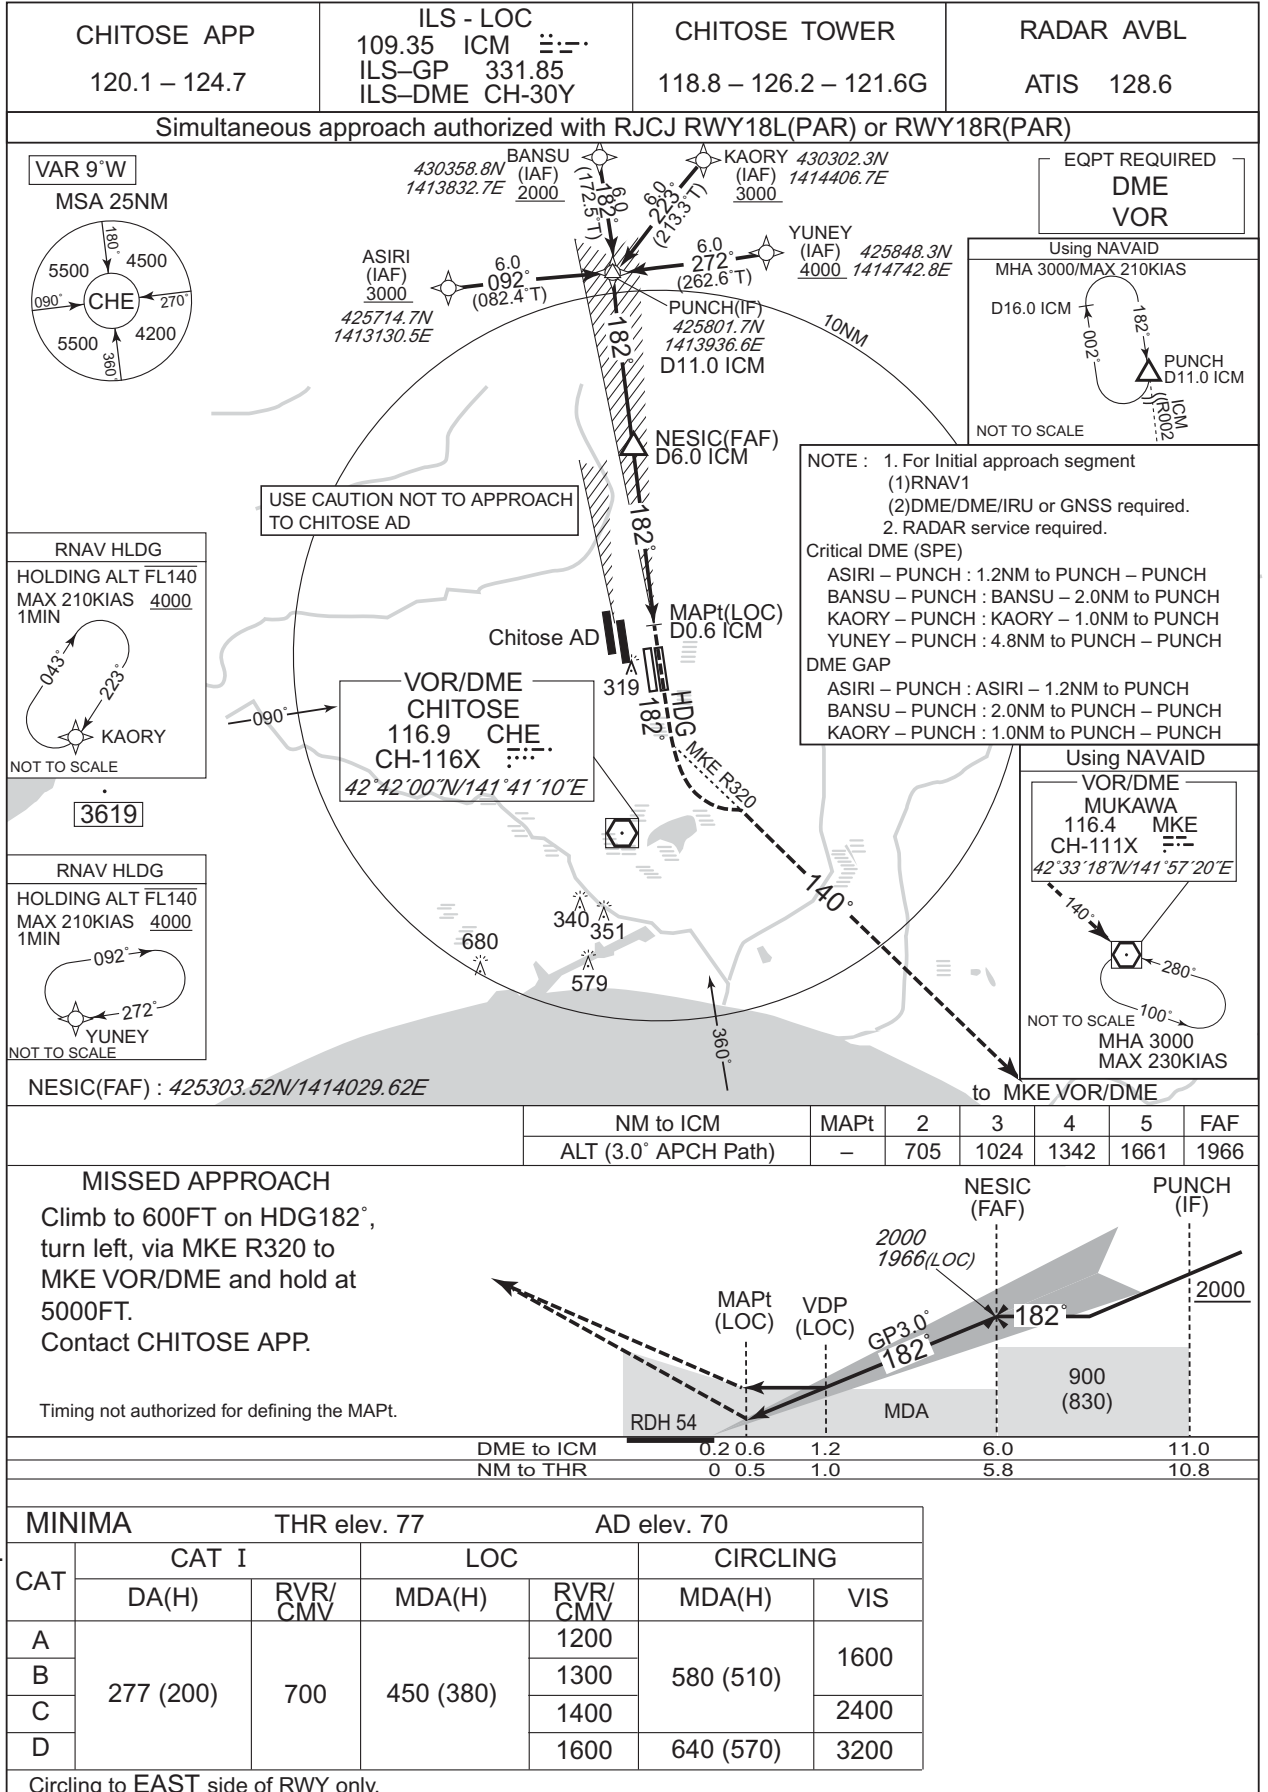 CHITOSE APP
120.1 – 124.7
ILS - LOC
109.35 ICM
ILS–GP 331.85
ILS–DME CH-30Y
CHITOSE TOWER
118.8 – 126.2 – 121.6G
RADAR AVBL
ATIS 128.6
Simultaneous approach authorized with RJCJ RWY18L(PAR) or RWY18R(PAR)
VAR 9˚W
MSA 25NM
180˚
5500
4500
090˚
CHE
270˚
5500
4200
360˚
430358.8N
1413832.7E
BANSU
(IAF)
2000
6.0
182˚
(172.5˚T)
KAORY
(IAF)
3000
430302.3N
1414406.7E
6.0
223˚
(213.3˚T)
ASIRI
(IAF)
3000
425714.7N
1413130.5E
6.0
092˚
(082.4˚T)
YUNEY
(IAF)
4000
425848.3N
1414742.8E
6.0
272˚
(262.6˚T)
PUNCH(IF)
425801.7N
1413936.6E
D11.0 ICM
10NM
182˚
EQPT REQUIRED
DME
VOR
Using NAVAID
MHA 3000/MAX 210KIAS
D16.0 ICM
182˚
002˚
PUNCH
D11.0 ICM
ICM
R002
NOT TO SCALE
NESIC(FAF)
D6.0 ICM
USE CAUTION NOT TO APPROACH
TO CHITOSE AD
182˚
NOTE : 1. For Initial approach segment
(1)RNAV1
(2)DME/DME/IRU or GNSS required.
2. RADAR service required.
Critical DME (SPE)
ASIRI – PUNCH : 1.2NM to PUNCH – PUNCH
BANSU – PUNCH : BANSU – 2.0NM to PUNCH
KAORY – PUNCH : KAORY – 1.0NM to PUNCH
YUNEY – PUNCH : 4.8NM to PUNCH – PUNCH
DME GAP
ASIRI – PUNCH : ASIRI – 1.2NM to PUNCH
BANSU – PUNCH : 2.0NM to PUNCH – PUNCH
KAORY – PUNCH : 1.0NM to PUNCH – PUNCH
RNAV HLDG
HOLDING ALT FL140
MAX 210KIAS 4000
1MIN
043˚
223˚
KAORY
NOT TO SCALE
3619
MAPt(LOC)
D0.6 ICM
Chitose AD
319
HDG
182˚
MKE R320
090˚
VOR/DME
CHITOSE
116.9 CHE
CH-116X
42˚42´00˝N/141˚41´10˝E
Using NAVAID
VOR/DME
MUKAWA
116.4 MKE
CH-111X
42˚33´18˝N/141˚57´20˝E
140˚
280˚
100˚
NOT TO SCALE
MHA 3000
MAX 230KIAS
RNAV HLDG
HOLDING ALT FL140
MAX 210KIAS 4000
1MIN
092˚
272˚
YUNEY
NOT TO SCALE
140˚
340
351
680
579
360˚
NESIC(FAF) : 425303.52N/1414029.62E
to MKE VOR/DME
NM to ICM MAPt 2 3 4 5 FAF
ALT (3.0˚ APCH Path) – 705 1024 1342 1661 1966
MISSED APPROACH
Climb to 600FT on HDG182˚,
turn left, via MKE R320 to
MKE VOR/DME and hold at
5000FT.
Contact CHITOSE APP.
Timing not authorized for defining the MAPt.
NESIC
(FAF)
PUNCH
(IF)
2000
1966(LOC)
2000
MAPt
(LOC)
VDP
(LOC)
GP3.0˚
182˚
182˚
900
(830)
MDA
RDH 54
DME to ICM 0.2 0.6 1.2 6.0 11.0
NM to THR 0 0.5 1.0 5.8 10.8
MINIMA THR elev. 77 AD elev. 70
CAT CAT I LOC CIRCLING
DA(H) RVR/CMV MDA(H) RVR/CMV MDA(H) VIS
A 1200
B 1300
C 1400
D 1600
277 (200) 700 450 (380)
580 (510) 1600
2400
640 (570) 3200
Circling to EAST side of RWY only.